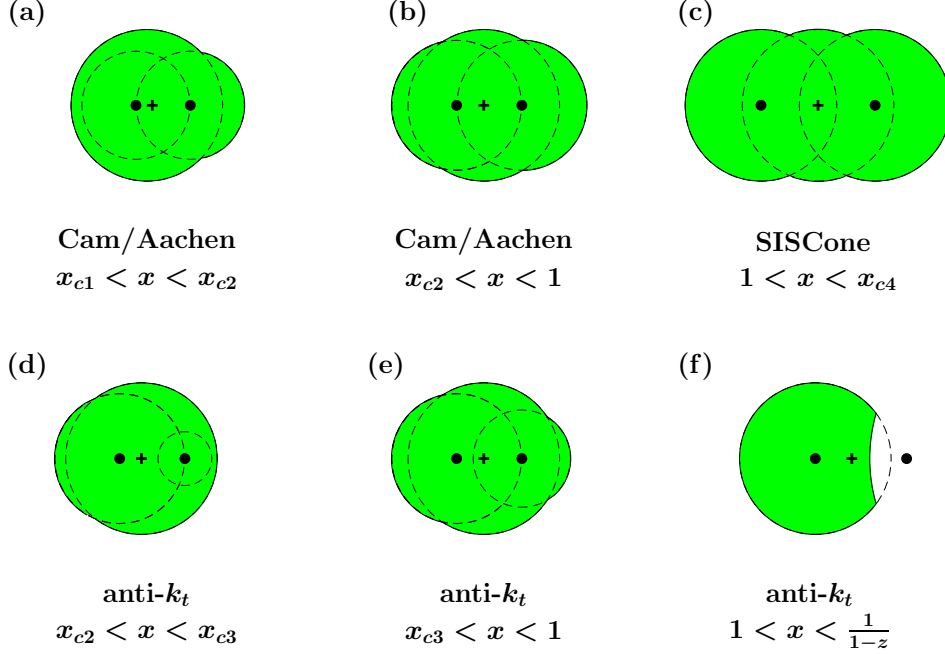 (a)
(b)
(c)
Cam/Aachen
x_{c1} < x < x_{c2}
Cam/Aachen
x_{c2} < x < 1
SISCone
1 < x < x_{c4}
(d)
(e)
(f)
anti-k_t
x_{c2} < x < x_{c3}
anti-k_t
x_{c3} < x < 1
anti-k_t
1 < x < \frac{1}{1-z}